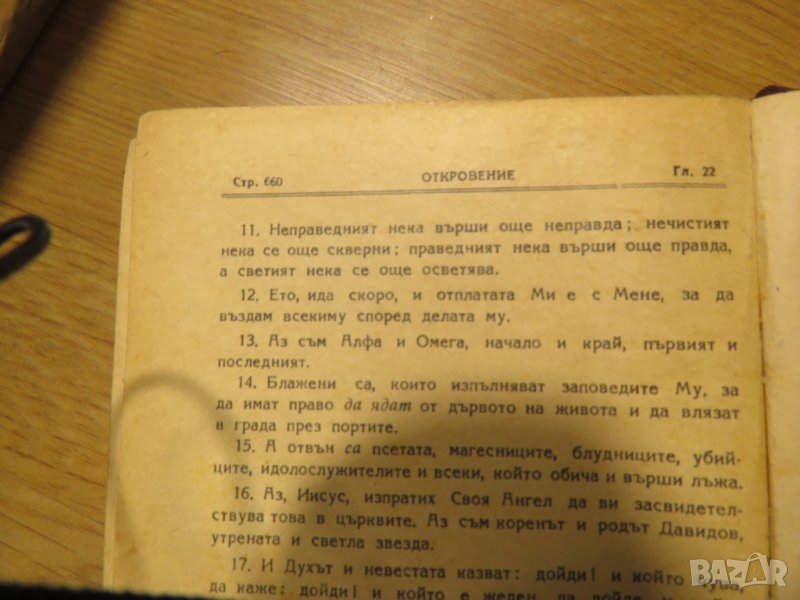 Стр. 660 ОТКРОВЕНИЕ Гл. 22
11. Неправедният нека върши още неправда; нечистият
нека се още скверни; праведният нека върши още правда,
а светият нека се още осветява.
12. Ето, ида скоро, и отплатата Ми е с Мене, за да
въздам всекиму според делата му.
13. Аз съм Алфа и Омега, начало и край, първият и
последният.
14. Блажени са, които изпълняват заповедите Му, за
да имат право да ядат от дървото на живота и да влязат
в града през портите.
15. А отвън са псетата, магесниците, блудниците, убий-
ците, идолослужителите и всеки, който обича и върши лъжа.
16. Аз, Иисус, изпратих Своя Ангел да ви засвидетел-
ствува това в църквите. Аз съм коренът и родът Давидов,
утрената и светла звезда.
17. И Духът и невестата казват: дойди! и който чува,
да каже: дойди! и който е жеден, да дойде, и
BAZAR